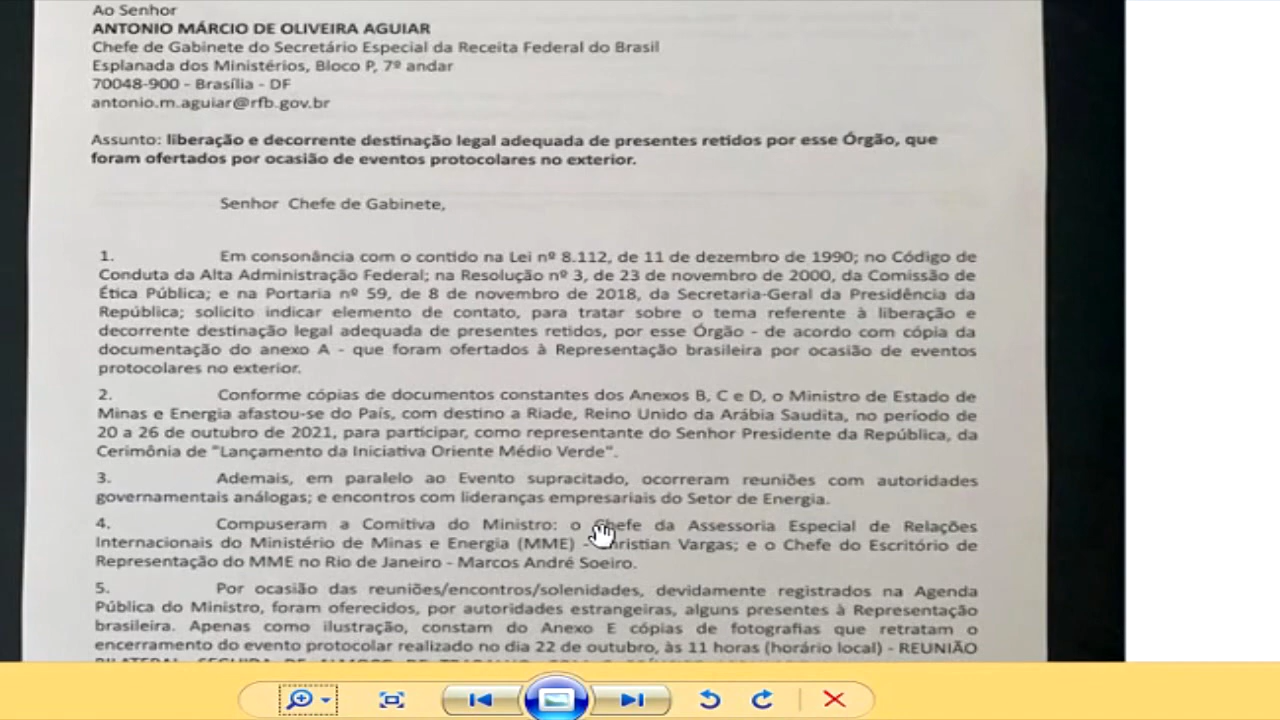 Ao Senhor
ANTONIO MÁRCIO DE OLIVEIRA AGUIAR
Chefe de Gabinete do Secretário Especial da Receita Federal do Brasil
Esplanada dos Ministérios, Bloco P, 7º andar
70048-900 - Brasília - DF
antonio.m.aguiar@rfb.gov.br
Assunto: liberação e decorrente destinação legal adequada de presentes retidos por esse Órgão, que
foram ofertados por ocasião de eventos protocolares no exterior.
Senhor Chefe de Gabinete,
1. Em consonância com o contido na Lei nº 8.112, de 11 de dezembro de 1990; no Código de
Conduta da Alta Administração Federal; na Resolução nº 3, de 23 de novembro de 2000, da Comissão de
Ética Pública; e na Portaria nº 59, de 8 de novembro de 2018, da Secretaria-Geral da Presidência da
República; solicito indicar elemento de contato, para tratar sobre o tema referente à liberação e
decorrente destinação legal adequada de presentes retidos, por esse Órgão - de acordo com cópia da
documentação do anexo A - que foram ofertados à Representação brasileira por ocasião de eventos
protocolares no exterior.
2. Conforme cópias de documentos constantes dos Anexos B, C e D, o Ministro de Estado de
Minas e Energia afastou-se do País, com destino a Riade, Reino Unido da Arábia Saudita, no período de
20 a 26 de outubro de 2021, para participar, como representante do Senhor Presidente da República, da
Cerimônia de "Lançamento da Iniciativa Oriente Médio Verde".
3. Ademais, em paralelo ao Evento supracitado, ocorreram reuniões com autoridades
governamentais análogas; e encontros com lideranças empresariais do Setor de Energia.
4. Compuseram a Comitiva do Ministro: o Chefe da Assessoria Especial de Relações
Internacionais do Ministério de Minas e Energia (MME) - Christian Vargas; e o Chefe do Escritório de
Representação do MME no Rio de Janeiro - Marcos André Soeiro.
5. Por ocasião das reuniões/encontros/solenidades, devidamente registrados na Agenda
Pública do Ministro, foram oferecidos, por autoridades estrangeiras, alguns presentes à Representação
brasileira. Apenas como ilustração, constam do Anexo E cópias de fotografias que retratam o
encerramento do evento protocolar realizado no dia 22 de outubro, às 11 horas (horário local) - REUNIÃO